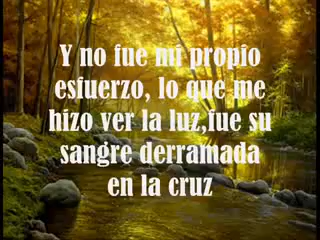 Y no fue mi propio
esfuerzo, lo que me
hizo ver la luz,fue su
sangre derramada
en la cruz